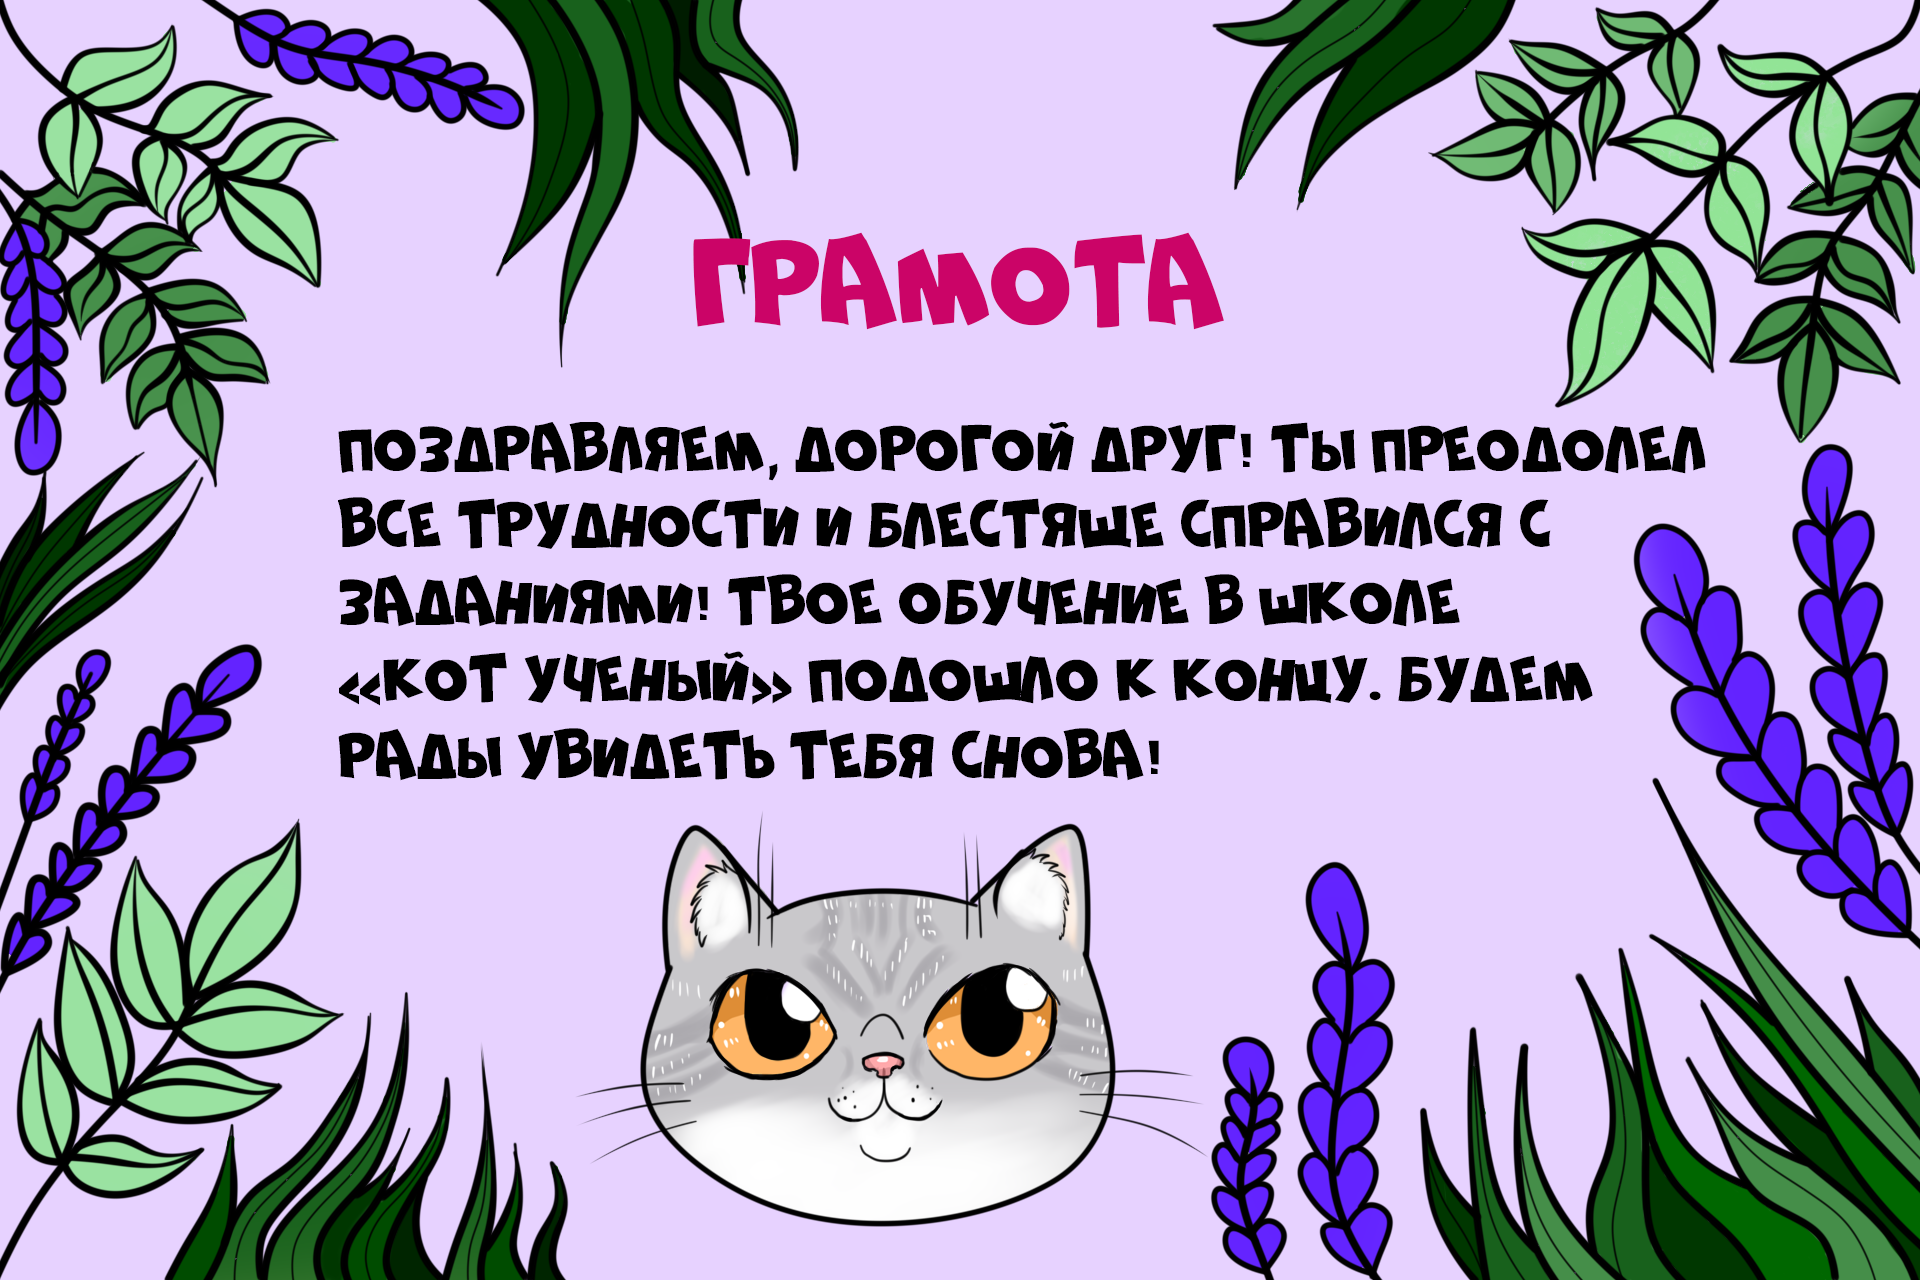 ГРАМОТА
ПОЗДРАВЛЯЕМ, ДОРОГОЙ ДРУГ! ТЫ ПРЕОДОЛЕЛ
ВСЕ ТРУДНОСТИ И БЛЕСТЯЩЕ СПРАВИЛСЯ С
ЗАДАНИЯМИ! ТВОЕ ОБУЧЕНИЕ В ШКОЛЕ
«КОТ УЧЕНЫЙ» ПОДОШЛО К КОНЦУ. БУДЕМ
РАДЫ УВИДЕТЬ ТЕБЯ СНОВА!